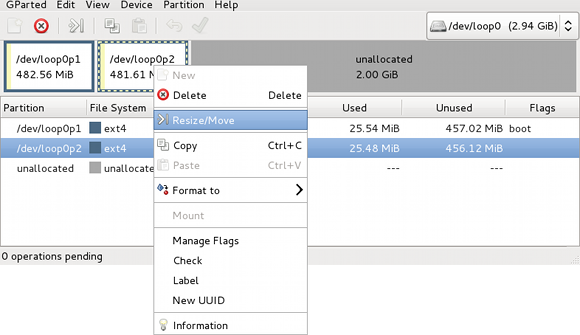 GParted Edit View Device Partition Help
/dev/loop0 (2.94 GiB)
/dev/loop0p1
482.56 MiB
/dev/loop0p2
481.61 M
unallocated
2.00 GiB
New
Delete Delete
Resize/Move
Copy Ctrl+C
Paste Ctrl+V
Format to
Mount
Manage Flags
Check
Label
New UUID
Information
Partition File System Used Unused Flags
/dev/loop0p1 ext4 25.54 MiB 457.02 MiB boot
/dev/loop0p2 ext4 25.48 MiB 456.12 MiB
unallocated unalloca --- ---
0 operations pending